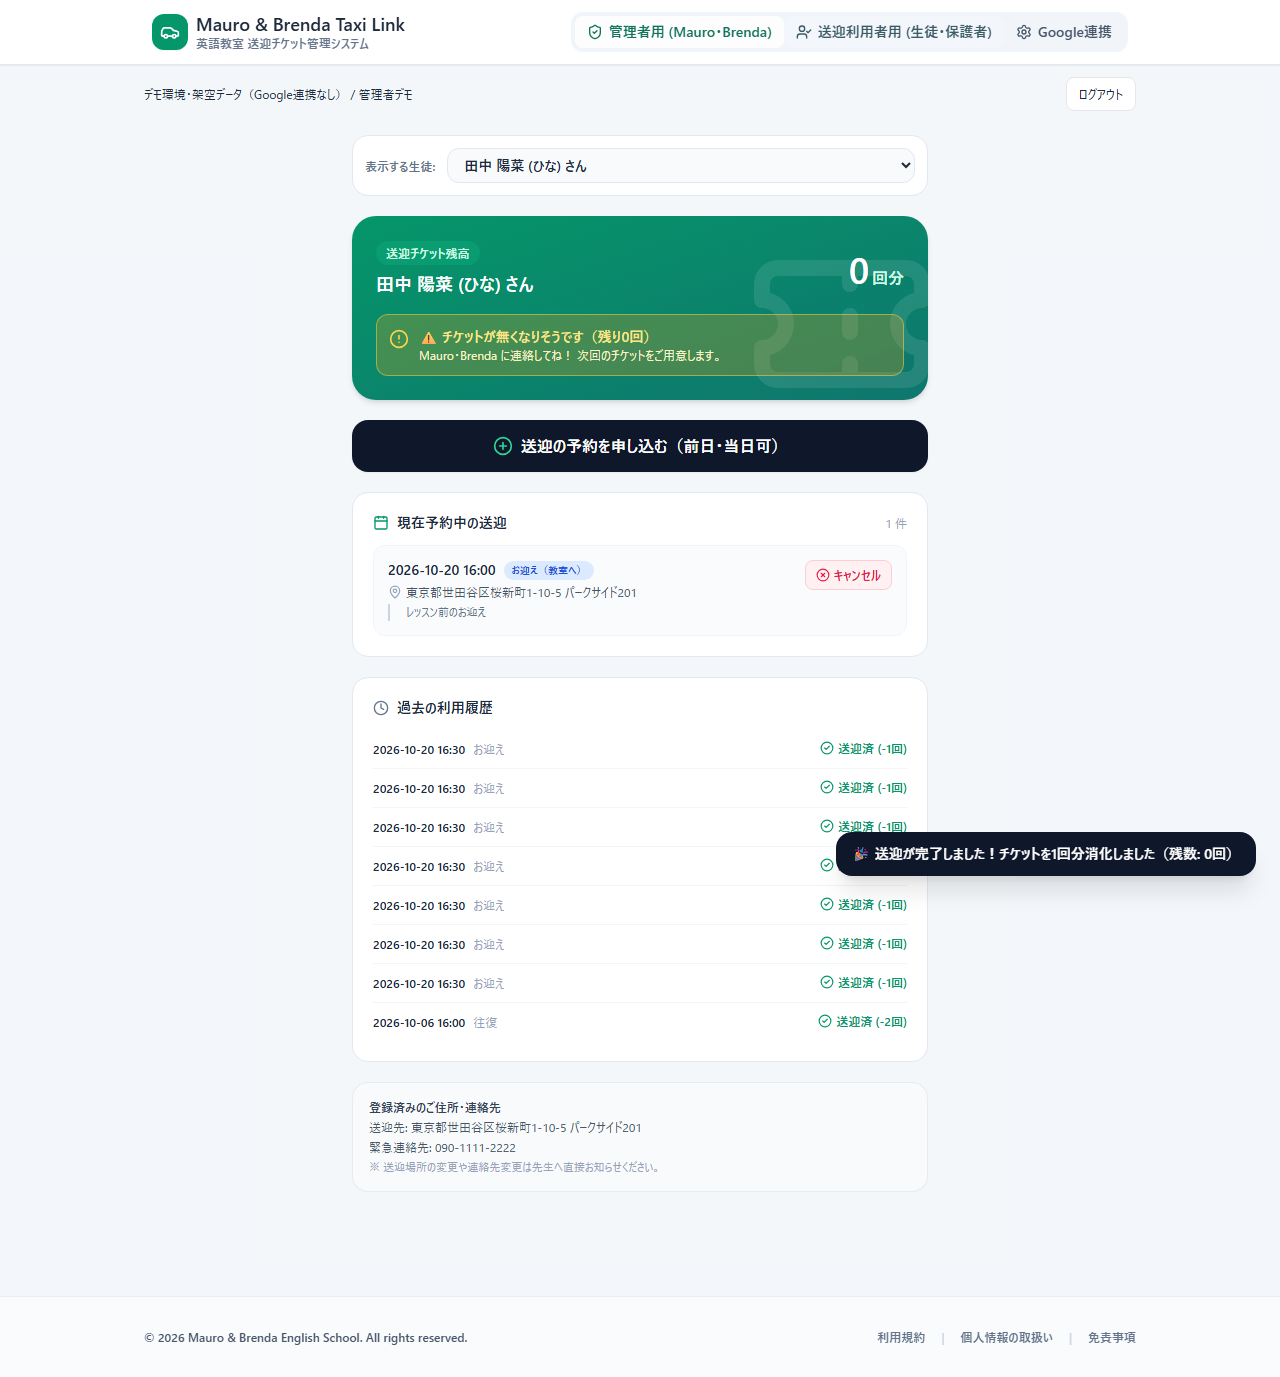 Mauro & Brenda Taxi Link
英語教室 送迎チケット管理システム
管理者用 (Mauro・Brenda)
送迎利用者用 (生徒・保護者)
Google連携
デモ環境・架空データ（Google連携なし） / 管理者デモ
ログアウト
表示する生徒:
田中 陽菜 (ひな) さん
送迎チケット残高
田中 陽菜 (ひな) さん
0 回分
⚠️ チケットが無くなりそうです（残り0回）
Mauro・Brenda に連絡してね！ 次回のチケットをご用意します。
送迎の予約を申し込む（前日・当日可）
現在予約中の送迎
1 件
2026-10-20 16:00 お迎え（教室へ）
キャンセル
東京都世田谷区桜新町1-10-5 パークサイド201
レッスン前のお迎え
過去の利用履歴
2026-10-20 16:30 お迎え 送迎済 (-1回)
2026-10-20 16:30 お迎え 送迎済 (-1回)
2026-10-20 16:30 お迎え 送迎済 (-1回)
2026-10-20 16:30 お迎え
🎉 送迎が完了しました！チケットを1回分消化しました（残数: 0回）
2026-10-20 16:30 お迎え 送迎済 (-1回)
2026-10-20 16:30 お迎え 送迎済 (-1回)
2026-10-20 16:30 お迎え 送迎済 (-1回)
2026-10-06 16:00 往復 送迎済 (-2回)
登録済みのご住所・連絡先
送迎先: 東京都世田谷区桜新町1-10-5 パークサイド201
緊急連絡先: 090-1111-2222
※ 送迎場所の変更や連絡先変更は先生へ直接お知らせください。
© 2026 Mauro & Brenda English School. All rights reserved.
利用規約 | 個人情報の取扱い | 免責事項